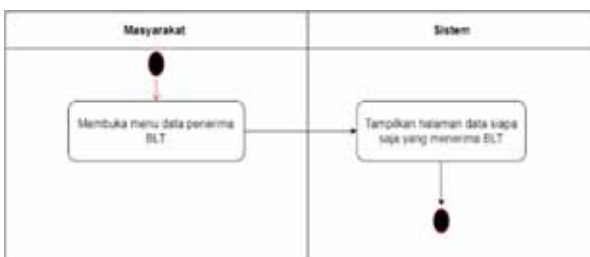 Masyarakat
Sistem
Membuka menu data penerima
BLT
Tampilkan halaman data siapa
saja yang menerima BLT